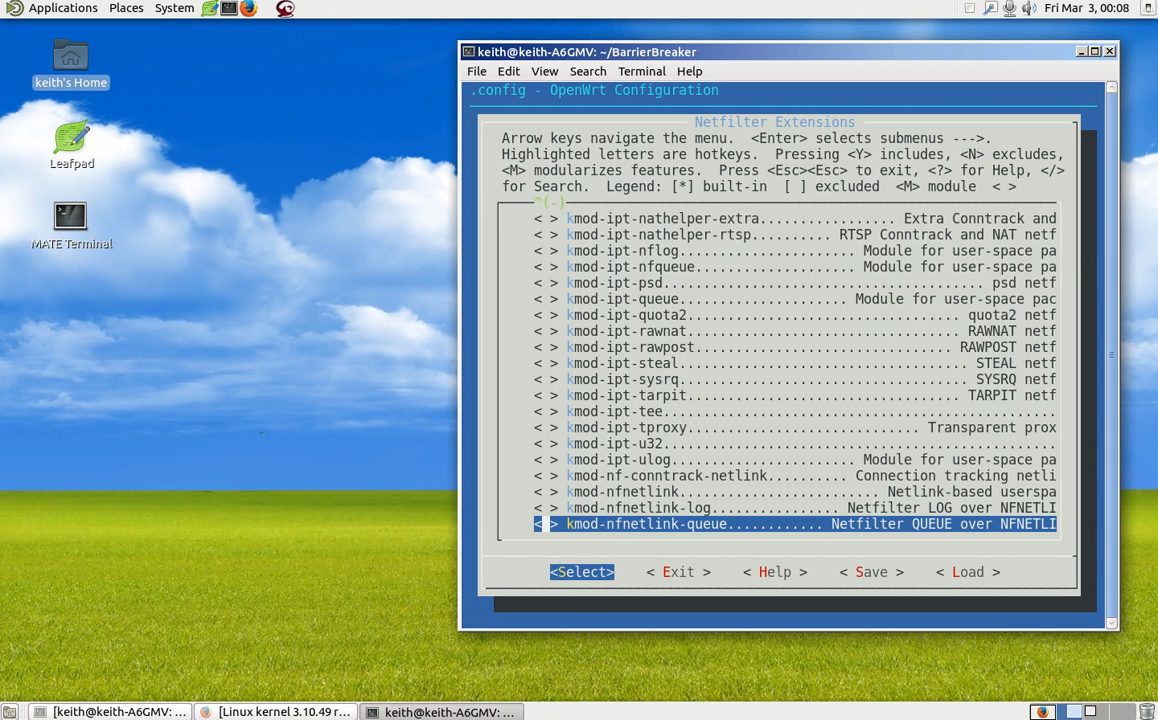 Applications Places System Fri Mar 3, 00:08
keith's Home
Leafpad
MATE Terminal
keith@keith-A6GMV: ~/BarrierBreaker
File Edit View Search Terminal Help
.config - OpenWrt Configuration
Netfilter Extensions
Arrow keys navigate the menu. <Enter> selects submenus --->.
Highlighted letters are hotkeys. Pressing <Y> includes, <N> excludes,
<M> modularizes features. Press <Esc><Esc> to exit, <?> for Help, </>
for Search. Legend: [*] built-in [ ] excluded <M> module < >
^(-)
< > kmod-ipt-nathelper-extra................ Extra Conntrack and
< > kmod-ipt-nathelper-rtsp.......... RTSP Conntrack and NAT netf
< > kmod-ipt-nflog...................... Module for user-space pa
< > kmod-ipt-nfqueue.................... Module for user-space pa
< > kmod-ipt-psd........................................ psd netf
< > kmod-ipt-queue..................... Module for user-space pac
< > kmod-ipt-quota2.................................. quota2 netf
< > kmod-ipt-rawnat.................................. RAWNAT netf
< > kmod-ipt-rawpost................................ RAWPOST netf
< > kmod-ipt-steal.................................... STEAL netf
< > kmod-ipt-sysrq.................................... SYSRQ netf
< > kmod-ipt-tarpit.................................. TARPIT netf
< > kmod-ipt-tee.................................................
< > kmod-ipt-tproxy............................. Transparent prox
< > kmod-ipt-u32.................................................
< > kmod-ipt-ulog....................... Module for user-space pa
< > kmod-nf-conntrack-netlink.......... Connection tracking netli
< > kmod-nfnetlink......................... Netlink-based userspa
< > kmod-nfnetlink-log................ Netfilter LOG over NFNETLI
< > kmod-nfnetlink-queue............ Netfilter QUEUE over NFNETLI
<Select> < Exit > < Help > < Save > < Load >
[keith@keith-A6GMV: ... [Linux kernel 3.10.49 r... keith@keith-A6GMV: ~/...